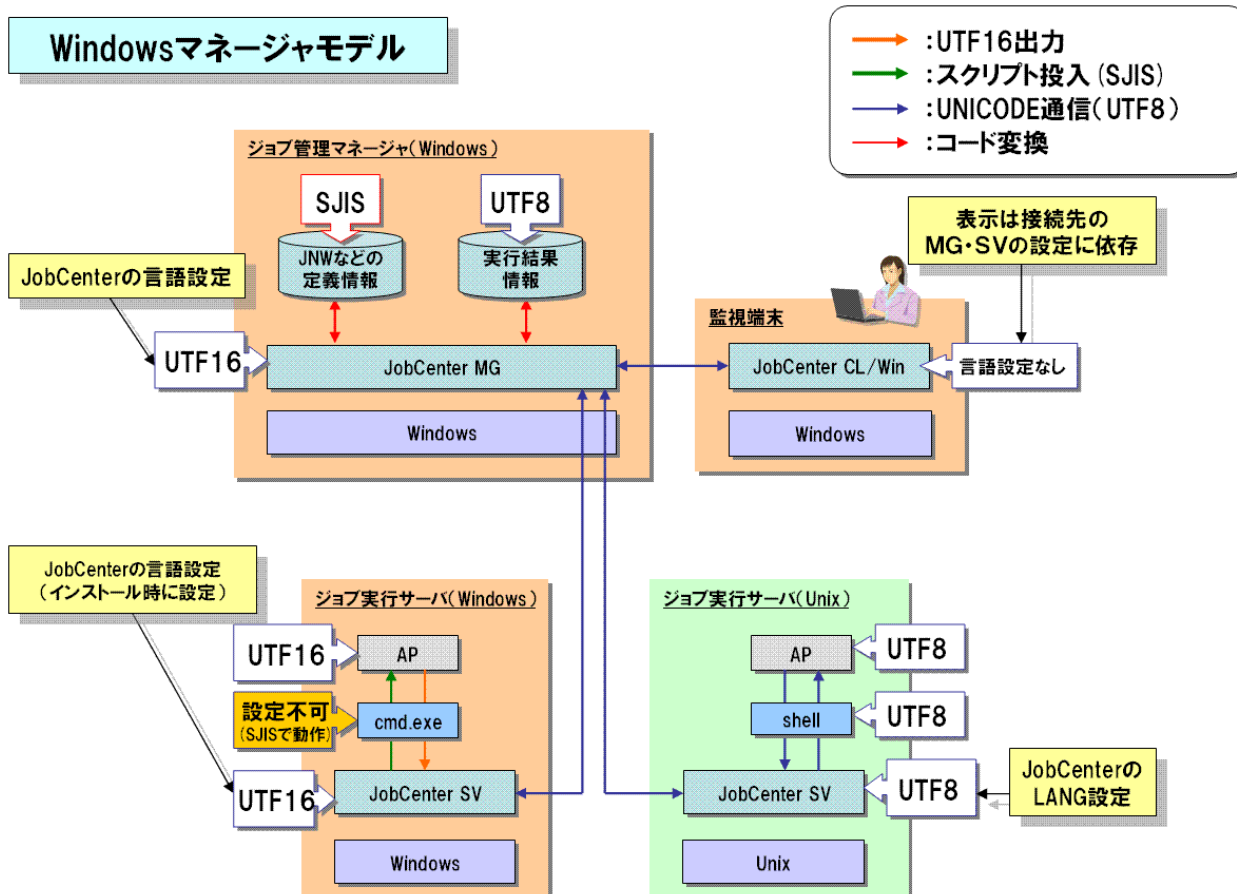 Windowsマネージャモデル
:UTF16出力
:スクリプト投入(SJIS)
:UNICODE通信(UTF8)
:コード変換
ジョブ管理マネージャ(Windows)
SJIS
UTF8
JNWなどの
定義情報
実行結果
情報
JobCenterの言語設定
UTF16
JobCenter MG
Windows
表示は接続先の
MG・SVの設定に依存
監視端末
JobCenter CL/Win
言語設定なし
Windows
JobCenterの言語設定
(インストール時に設定)
ジョブ実行サーバ(Windows)
UTF16
AP
設定不可
(SJISで動作)
cmd.exe
UTF16
JobCenter SV
Windows
ジョブ実行サーバ(Unix)
AP
UTF8
shell
UTF8
JobCenter SV
UTF8
JobCenterの
LANG設定
Unix